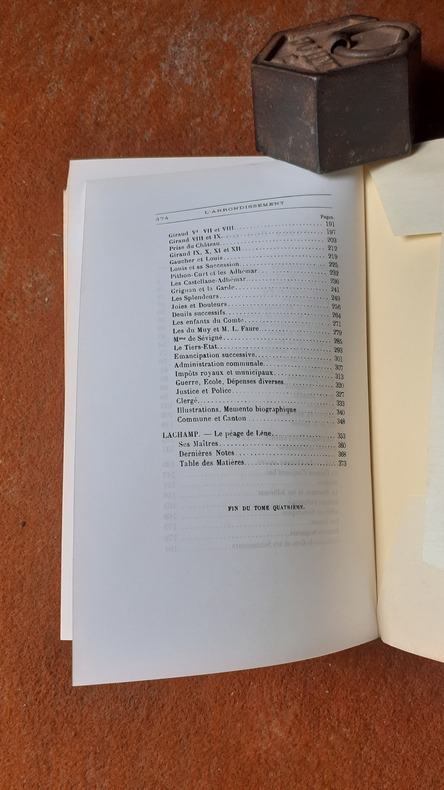 374 L'ARRONDISSEMENT
Pages.
Giraud Vᵉ VII et VIII 191
Giraud VIII et IX 197
Prise du Château 203
Giraud IX, X, XI et XII 212
Gaucher et Louis 219
Louis et sa Succession 225
Pithon-Curt et les Adhémar 232
Les Castellane-Adhémar 236
Grignan et la Garde 241
Les Splendeurs 249
Joies et Douleurs 256
Deuils successifs 264
Les enfants du Comte 271
Les du Muy et M. L. Faure 279
Mᵐᵉ de Sévigné 285
Le Tiers-Etat 293
Emancipation successive 301
Administration communale 307
Impôts royaux et municipaux 313
Guerre, Ecole, Dépenses diverses 320
Justice et Police 327
Clergé 333
Illustrations, Memento biographique 340
Commune et Canton 348
LACHAMP. — Le péage de Lène 353
Ses Maîtres 360
Dernières Notes 368
Table des Matières 373
FIN DU TOME QUATRIÈME.